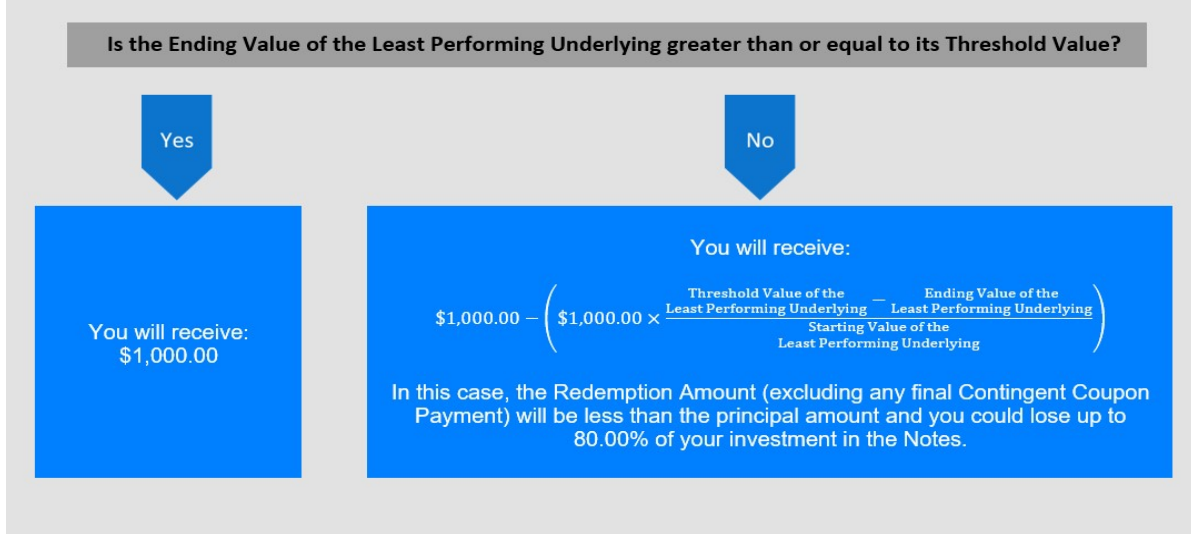 Is the Ending Value of the Least Performing Underlying greater than or equal to its Threshold Value?
Yes
No
You will receive:
$1,000.00
You will receive:
$1,000.00 − ( $1,000.00 × Threshold Value of the Least Performing Underlying − Ending Value of the Least Performing Underlying / Starting Value of the Least Performing Underlying )
In this case, the Redemption Amount (excluding any final Contingent Coupon
Payment) will be less than the principal amount and you could lose up to
80.00% of your investment in the Notes.